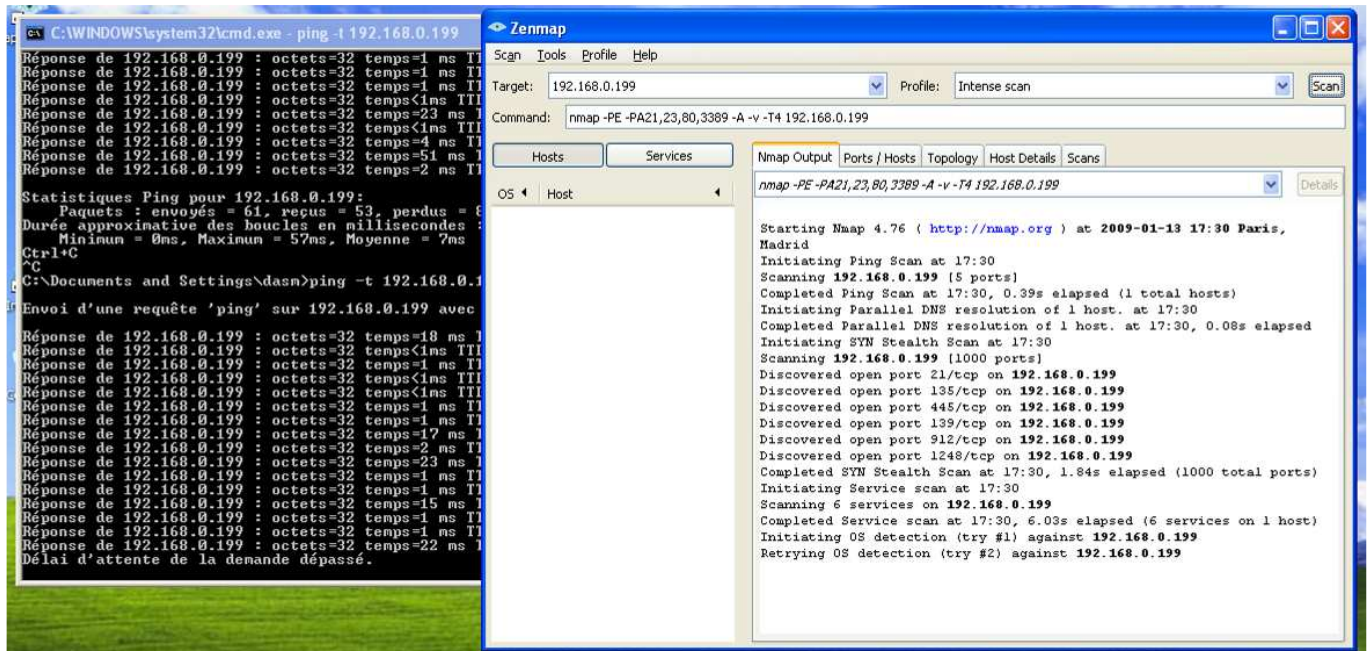 C:\WINDOWS\system32\cmd.exe - ping -t 192.168.0.199
Réponse de 192.168.0.199 : octets=32 temps=1 ms
Réponse de 192.168.0.199 : octets=32 temps=1 ms
Réponse de 192.168.0.199 : octets=32 temps=1 ms
Réponse de 192.168.0.199 : octets=32 temps<1ms
Réponse de 192.168.0.199 : octets=32 temps=23 ms
Réponse de 192.168.0.199 : octets=32 temps<1ms
Réponse de 192.168.0.199 : octets=32 temps=4 ms
Réponse de 192.168.0.199 : octets=32 temps=51 ms
Réponse de 192.168.0.199 : octets=32 temps=2 ms
Statistiques Ping pour 192.168.0.199:
Paquets : envoyés = 61, reçus = 53, perdus =
Durée approximative des boucles en millisecondes :
Minimum = 0ms, Maximum = 57ms, Moyenne = 7ms
Ctrl+C
^C
C:\Documents and Settings\dasm>ping -t 192.168.0.1
Envoi d'une requête 'ping' sur 192.168.0.199 avec
Réponse de 192.168.0.199 : octets=32 temps=18 ms
Réponse de 192.168.0.199 : octets=32 temps<1ms
Réponse de 192.168.0.199 : octets=32 temps=1 ms
Réponse de 192.168.0.199 : octets=32 temps<1ms
Réponse de 192.168.0.199 : octets=32 temps<1ms
Réponse de 192.168.0.199 : octets=32 temps=1 ms
Réponse de 192.168.0.199 : octets=32 temps=17 ms
Réponse de 192.168.0.199 : octets=32 temps=2 ms
Réponse de 192.168.0.199 : octets=32 temps=23 ms
Réponse de 192.168.0.199 : octets=32 temps=1 ms
Réponse de 192.168.0.199 : octets=32 temps=1 ms
Réponse de 192.168.0.199 : octets=32 temps=15 ms
Réponse de 192.168.0.199 : octets=32 temps=1 ms
Réponse de 192.168.0.199 : octets=32 temps=1 ms
Réponse de 192.168.0.199 : octets=32 temps=22 ms
Délai d'attente de la demande dépassé.
Zenmap
Scan Tools Profile Help
Target: 192.168.0.199 Profile: Intense scan Scan
Command: nmap -PE -PA21,23,80,3389 -A -v -T4 192.168.0.199
Hosts Services
OS Host
Nmap Output Ports / Hosts Topology Host Details Scans
nmap -PE -PA21,23,80,3389 -A -v -T4 192.168.0.199 Details
Starting Nmap 4.76 ( http://nmap.org ) at 2009-01-13 17:30 Paris,
Madrid
Initiating Ping Scan at 17:30
Scanning 192.168.0.199 [5 ports]
Completed Ping Scan at 17:30, 0.39s elapsed (1 total hosts)
Initiating Parallel DNS resolution of 1 host. at 17:30
Completed Parallel DNS resolution of 1 host. at 17:30, 0.08s elapsed
Initiating SYN Stealth Scan at 17:30
Scanning 192.168.0.199 [1000 ports]
Discovered open port 21/tcp on 192.168.0.199
Discovered open port 135/tcp on 192.168.0.199
Discovered open port 445/tcp on 192.168.0.199
Discovered open port 139/tcp on 192.168.0.199
Discovered open port 912/tcp on 192.168.0.199
Discovered open port 1248/tcp on 192.168.0.199
Completed SYN Stealth Scan at 17:30, 1.84s elapsed (1000 total ports)
Initiating Service scan at 17:30
Scanning 6 services on 192.168.0.199
Completed Service scan at 17:30, 6.03s elapsed (6 services on 1 host)
Initiating OS detection (try #1) against 192.168.0.199
Retrying OS detection (try #2) against 192.168.0.199